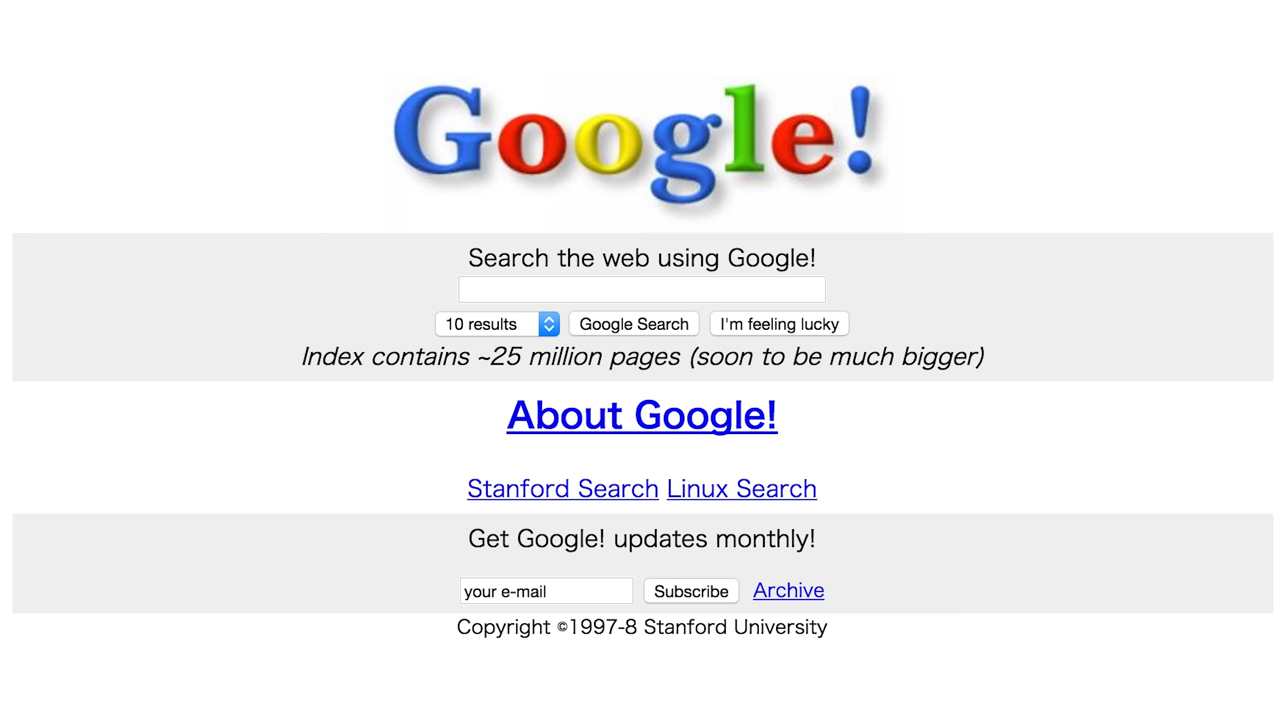 Google!
Search the web using Google!
10 results Google Search I'm feeling lucky
Index contains ~25 million pages (soon to be much bigger)
About Google!
Stanford Search Linux Search
Get Google! updates monthly!
your e-mail Subscribe Archive
Copyright ©1997-8 Stanford University